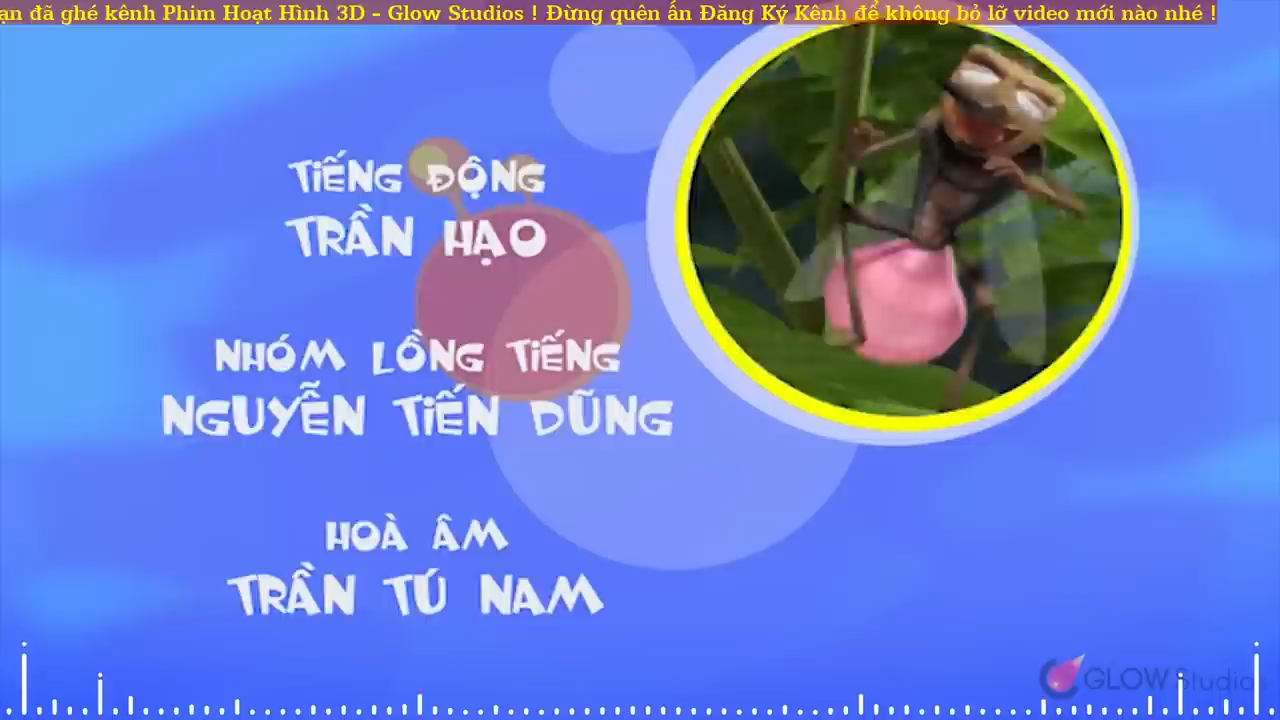 ạn đã ghé kênh Phim Hoạt Hình 3D - Glow Studios ! Đừng quên ấn Đăng Ký Kênh để không bỏ lỡ video mới nào nhé !
TIẾNG ĐỘNG
TRẦN HẠO
NHÓM LỒNG TIẾNG
NGUYỄN TIẾN DŨNG
HOÀ ÂM
TRẦN TÚ NAM
GLOW Studios